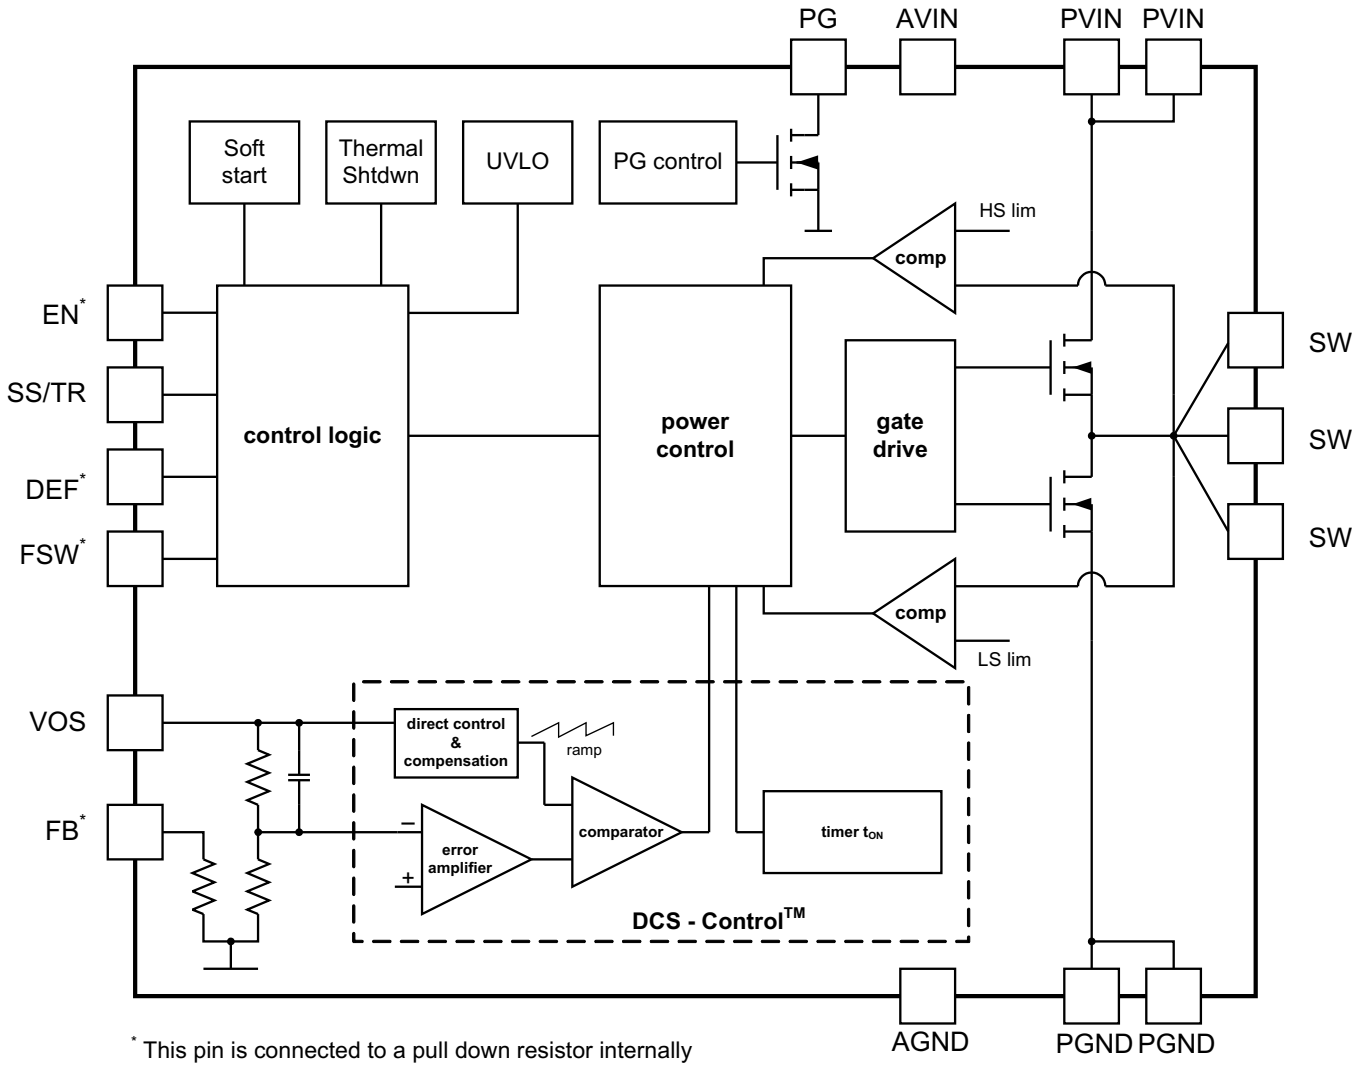 PG AVIN PVIN PVIN
Soft
start
Thermal
Shtdwn
UVLO
PG control
HS lim
comp
EN*
SS/TR
DEF*
FSW*
control logic
power
control
gate
drive
SW
SW
SW
comp
LS lim
VOS
FB*
direct control
&
compensation
ramp
− error
+ amplifier
comparator
timer tON
DCS - Control™
AGND PGND PGND
* This pin is connected to a pull down resistor internally